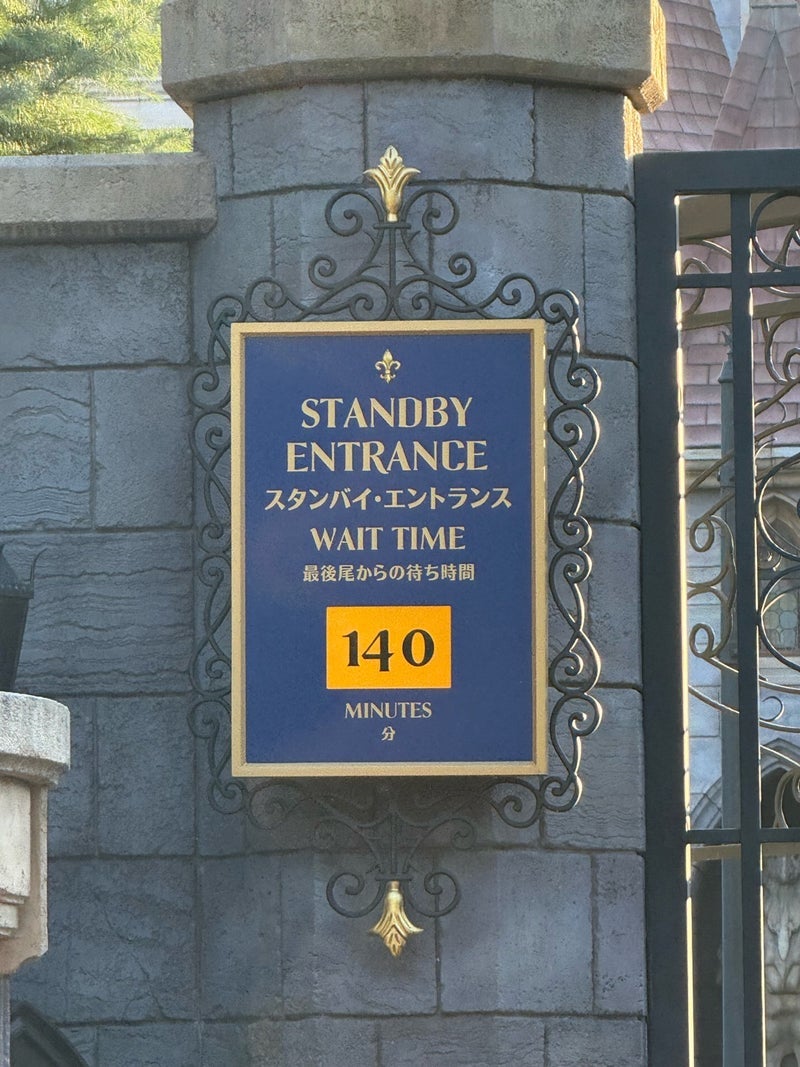 STANDBY
ENTRANCE
スタンバイ・エントランス
WAIT TIME
最後尾からの待ち時間
140
MINUTES
分